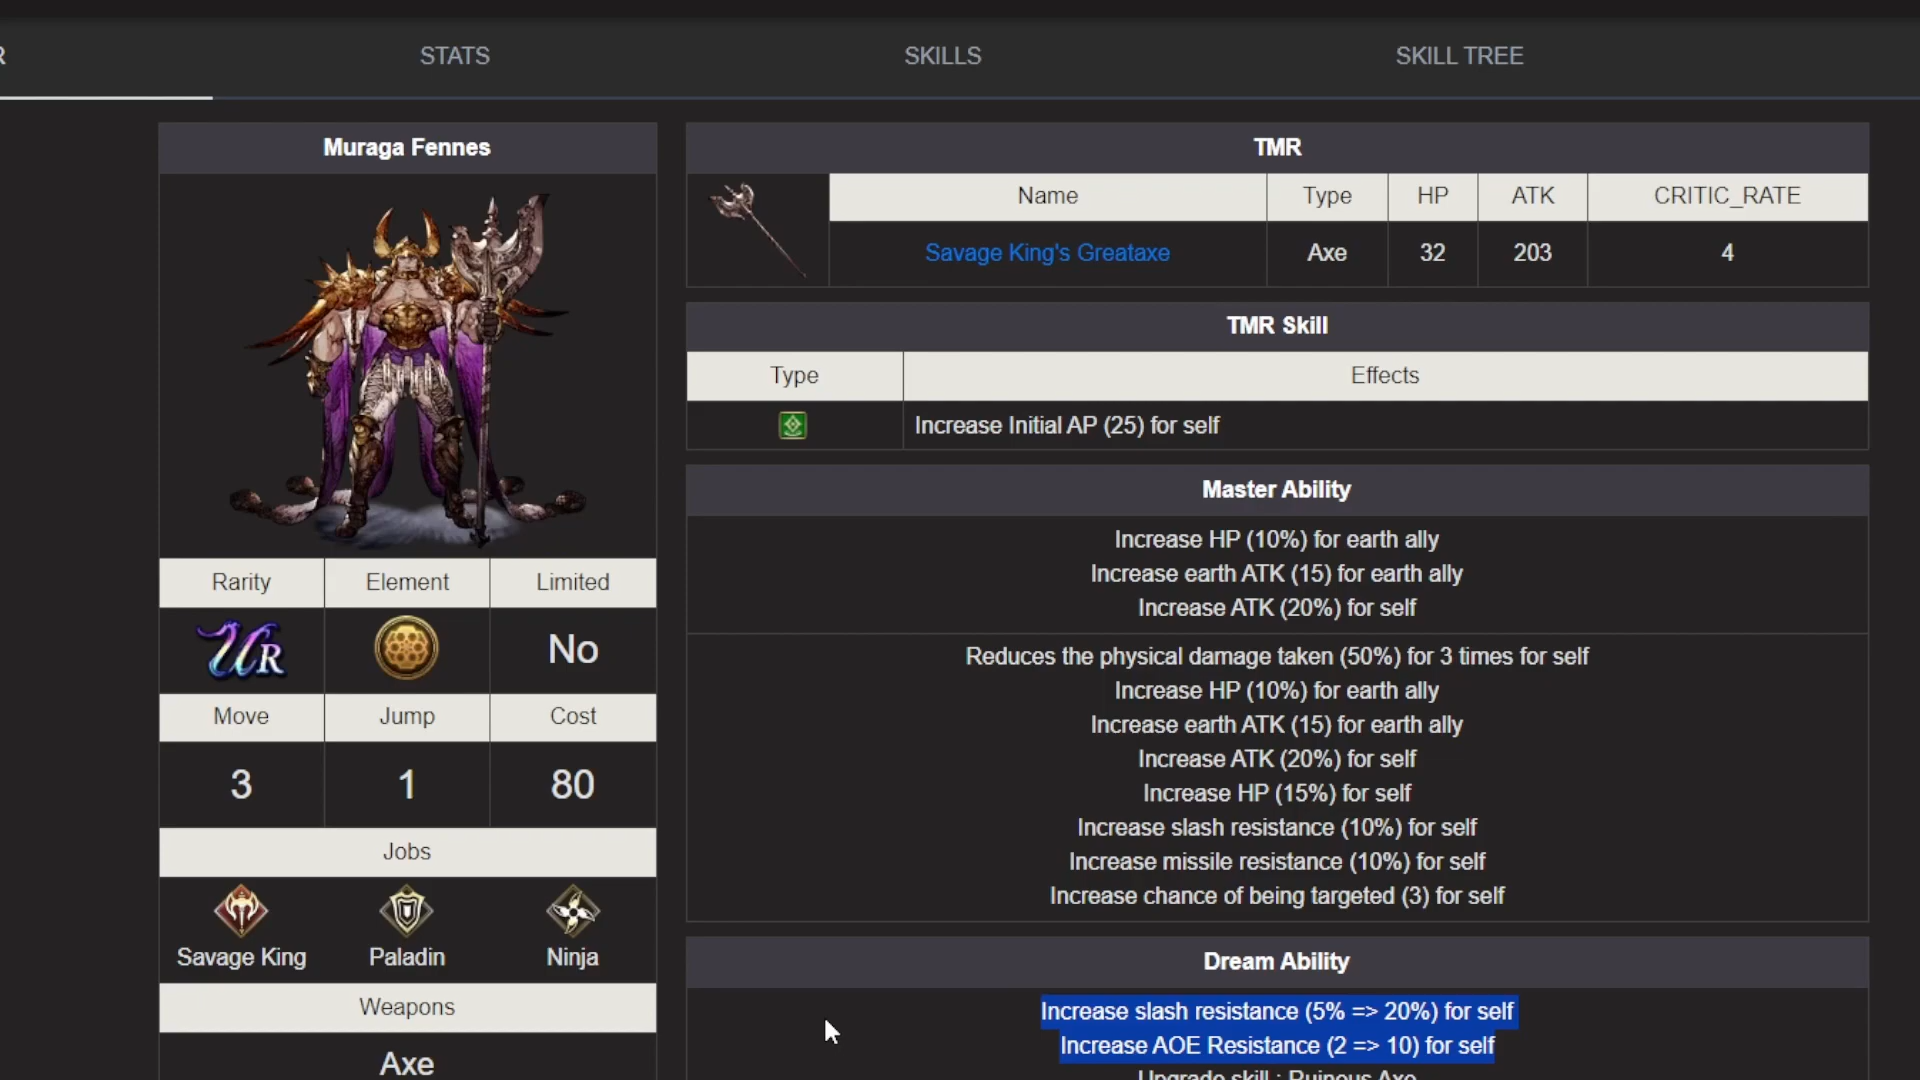 R
STATS
SKILLS
SKILL TREE
Muraga Fennes
Rarity Element Limited
UR No
Move Jump Cost
3 1 80
Jobs
Savage King Paladin Ninja
Weapons
Axe
TMR
Name Type HP ATK CRITIC_RATE
Savage King's Greataxe Axe 32 203 4
TMR Skill
Type Effects
Increase Initial AP (25) for self
Master Ability
Increase HP (10%) for earth ally
Increase earth ATK (15) for earth ally
Increase ATK (20%) for self
Reduces the physical damage taken (50%) for 3 times for self
Increase HP (10%) for earth ally
Increase earth ATK (15) for earth ally
Increase ATK (20%) for self
Increase HP (15%) for self
Increase slash resistance (10%) for self
Increase missile resistance (10%) for self
Increase chance of being targeted (3) for self
Dream Ability
Increase slash resistance (5% => 20%) for self
Increase AOE Resistance (2 => 10) for self
Upgrade skill : Ruinous Axe